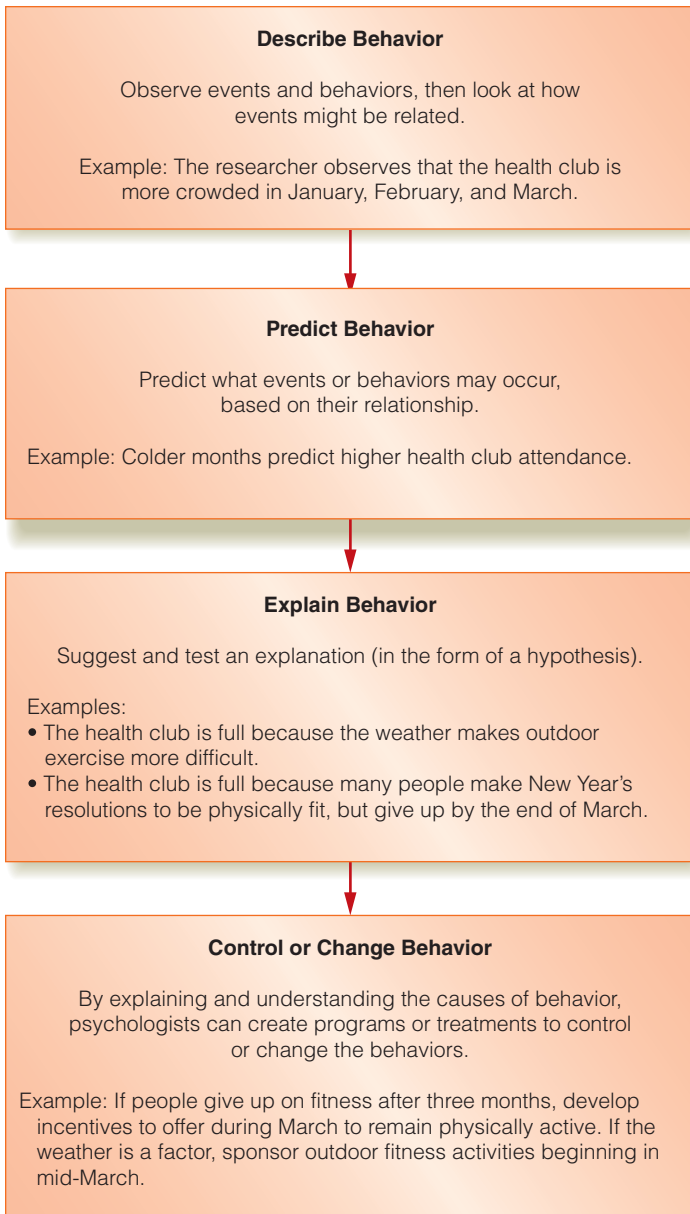 Describe Behavior
Observe events and behaviors, then look at how
events might be related.
Example: The researcher observes that the health club is
more crowded in January, February, and March.
Predict Behavior
Predict what events or behaviors may occur,
based on their relationship.
Example: Colder months predict higher health club attendance.
Explain Behavior
Suggest and test an explanation (in the form of a hypothesis).
Examples:
• The health club is full because the weather makes outdoor
exercise more difficult.
• The health club is full because many people make New Year’s
resolutions to be physically fit, but give up by the end of March.
Control or Change Behavior
By explaining and understanding the causes of behavior,
psychologists can create programs or treatments to control
or change the behaviors.
Example: If people give up on fitness after three months, develop
incentives to offer during March to remain physically active. If the
weather is a factor, sponsor outdoor fitness activities beginning in
mid-March.